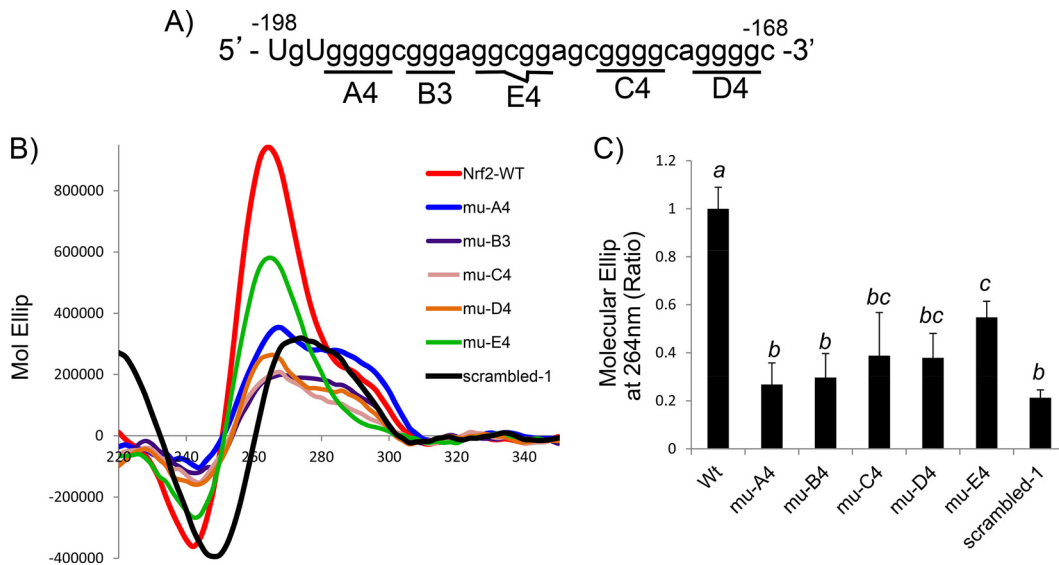 A)
-198
-168
5' - UgUggggcgggaggcggagcggggcaggggc -3'
A4
B3
E4
C4
D4
B)
Mol Ellip
800000
600000
400000
200000
0
-200000
-400000
220
240
260
280
300
320
340
Nrf2-WT
mu-A4
mu-B3
mu-C4
mu-D4
mu-E4
scrambled-1
C)
Molecular Ellip
at 264nm (Ratio)
1.2
1
0.8
0.6
0.4
0.2
0
a
b
b
bc
bc
c
b
Wt
mu-A4
mu-B4
mu-C4
mu-D4
mu-E4
scrambled-1